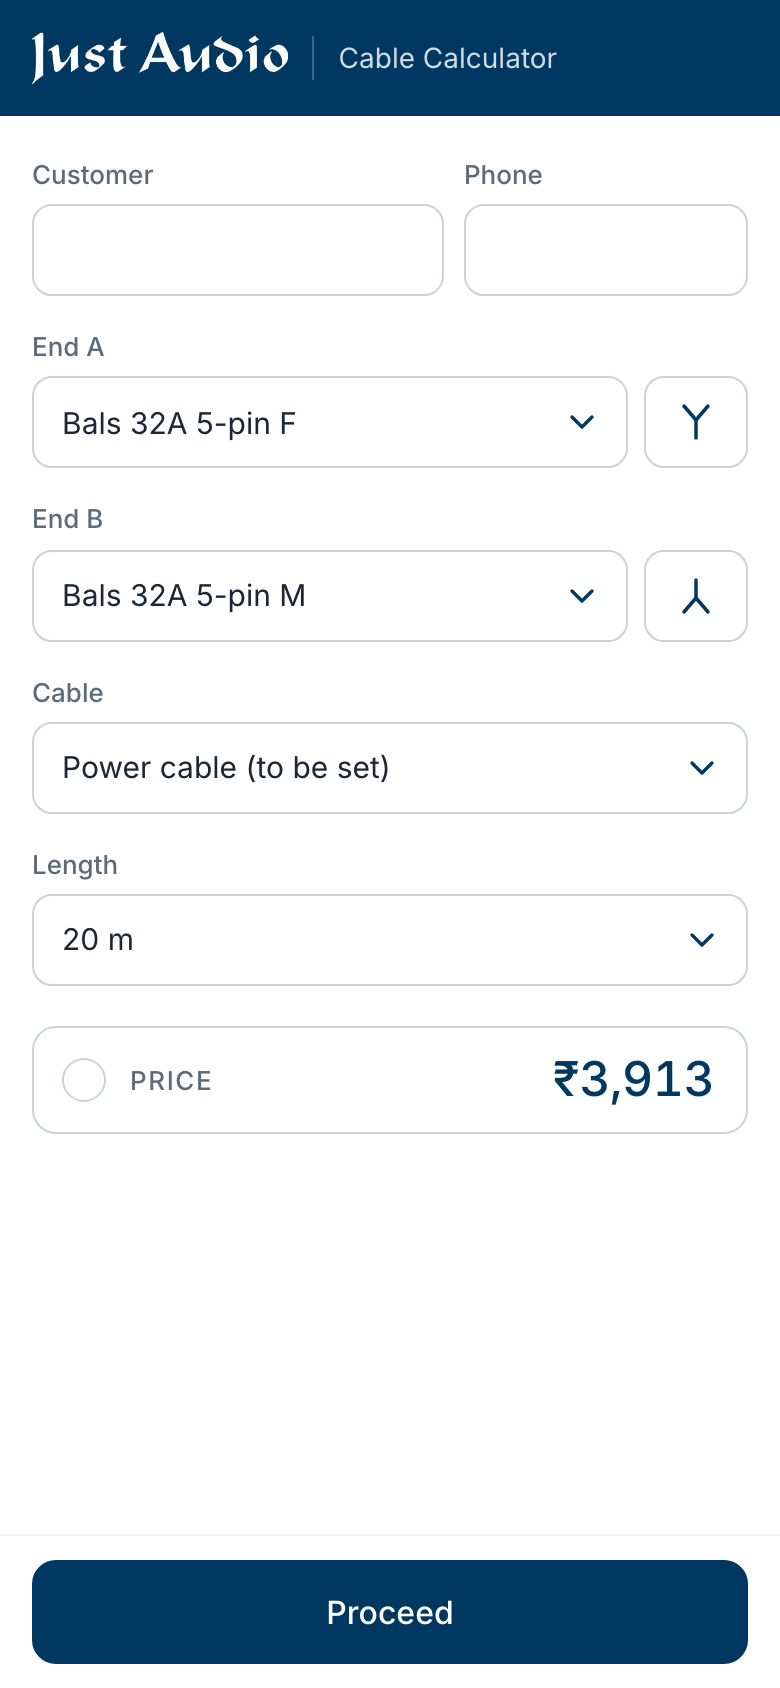 Just Audio
Cable Calculator
Customer
Phone
End A
Bals 32A 5-pin F
End B
Bals 32A 5-pin M
Cable
Power cable (to be set)
Length
20 m
PRICE
₹3,913
Proceed